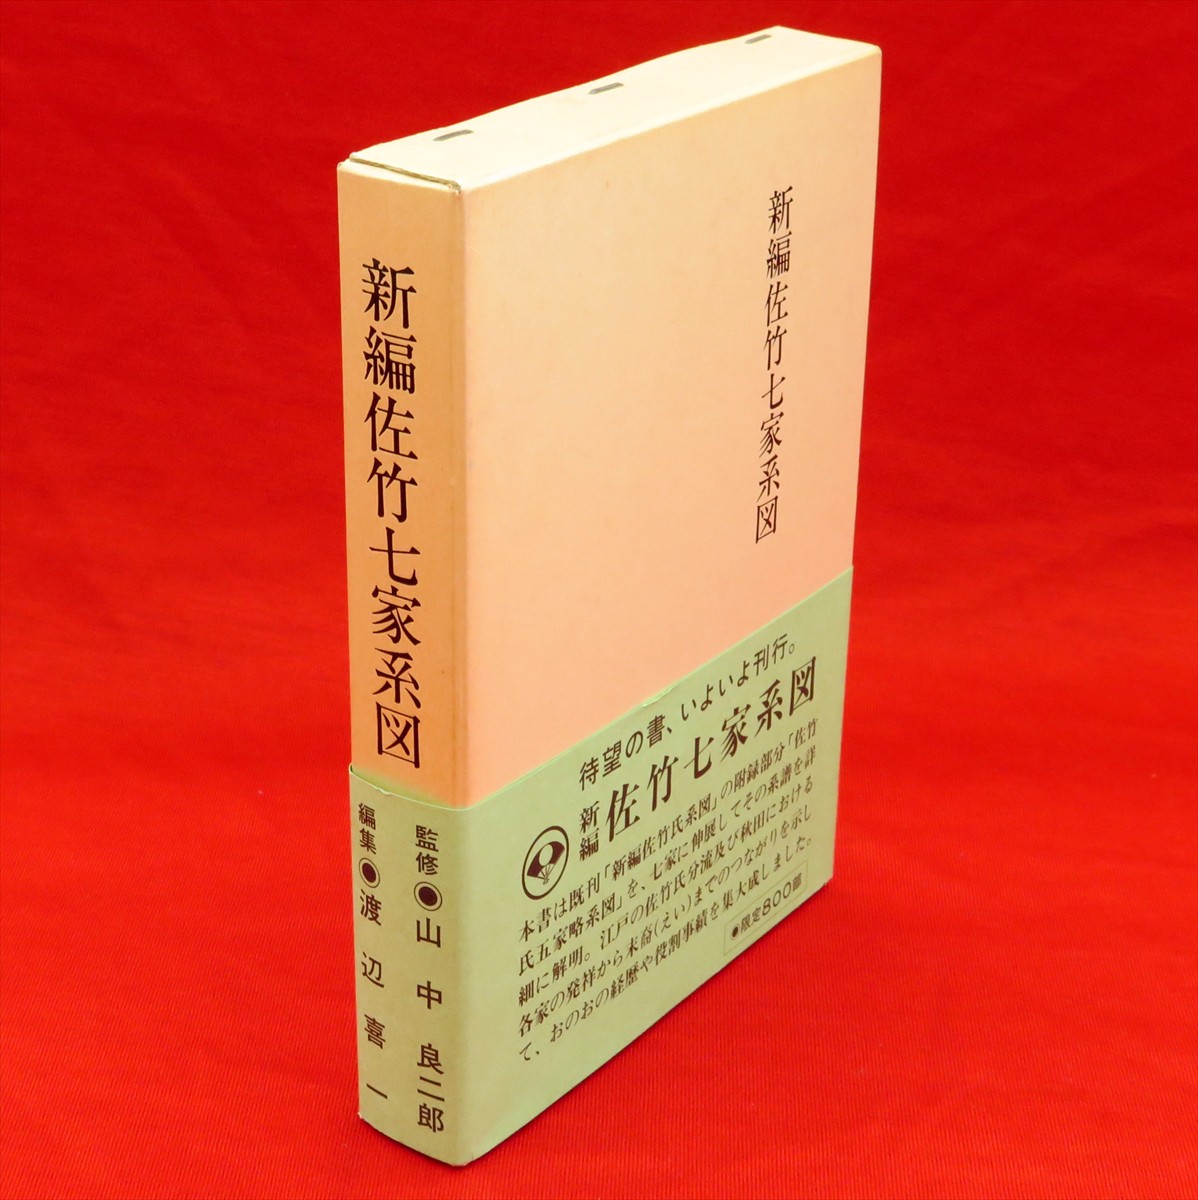 新編佐竹七家系図
監修●山中良二郎
編集●渡辺喜一
新編佐竹七家系図
待望の書、いよいよ刊行。
新編
佐竹七家系図
本書は既刊「新編佐竹氏系図」の附録部分「佐竹
氏五家略系図」を、七家に伸展してその系譜を詳
細に解明。江戸の佐竹氏分流及び秋田における
各家の発祥から末裔(えい)までのつながりを示し
て、おのおの経歴や役割事績を集大成しました。
●限定800部